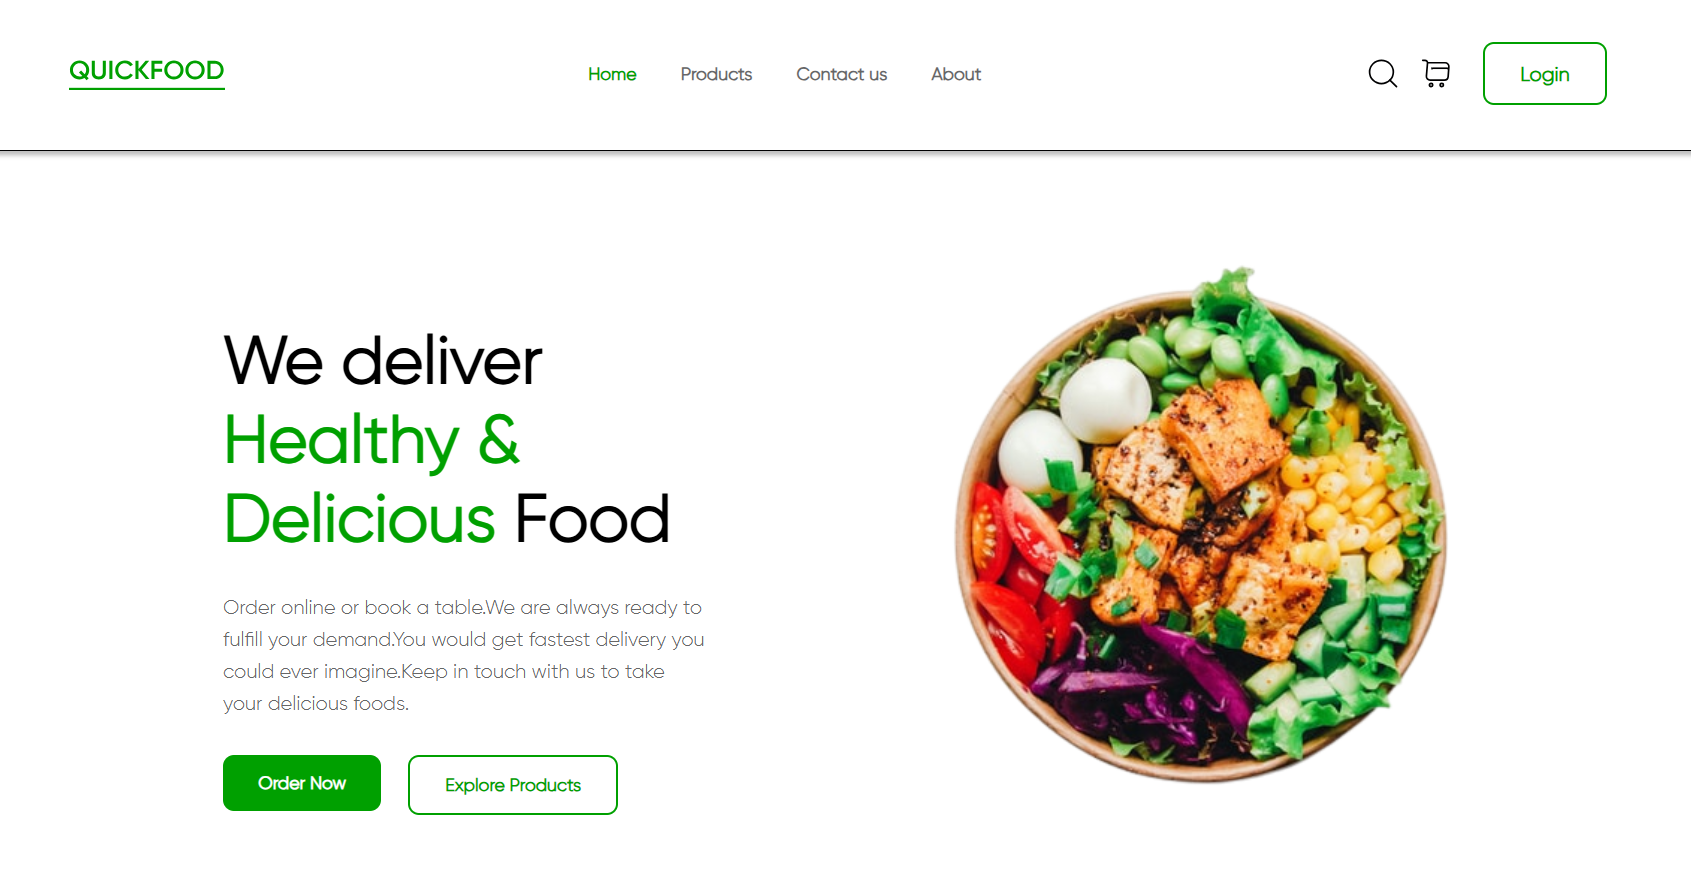 QUICKFOOD
Home
Products
Contact us
About
Login
We deliver
Healthy &
Delicious Food
Order online or book a table.We are always ready to
fulfill your demand.You would get fastest delivery you
could ever imagine.Keep in touch with us to take
your delicious foods.
Order Now
Explore Products